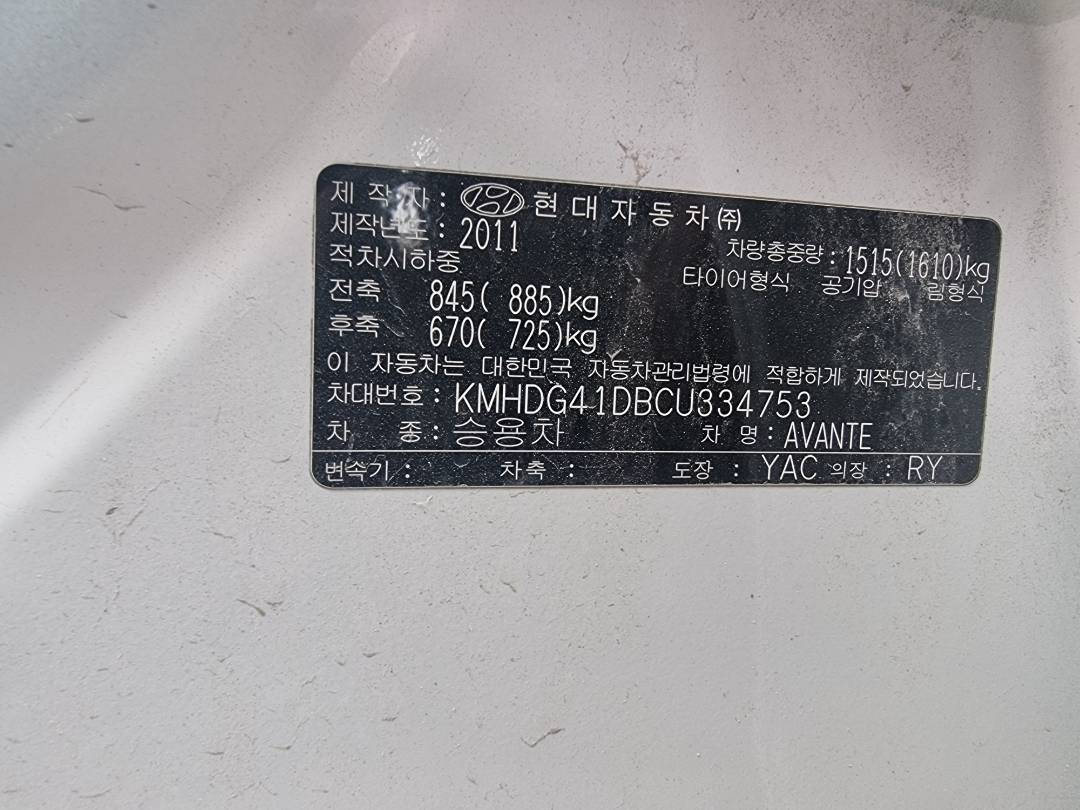 제 작 자 : 현 대 자 동 차 ㈜
제작년도 : 2011
차량총중량 : 1515(1610)kg
적차시하중
타이어형식 공기압 림형식
전축 845( 885)kg
후축 670( 725)kg
이 자동차는 대한민국 자동차관리법령에 적합하게 제작되었습니다.
차대번호 : KMHDG41DBCU334753
차 종 : 승용차 차 명 : AVANTE
변속기 : 차축 : 도장 : YAC 의장 : RY